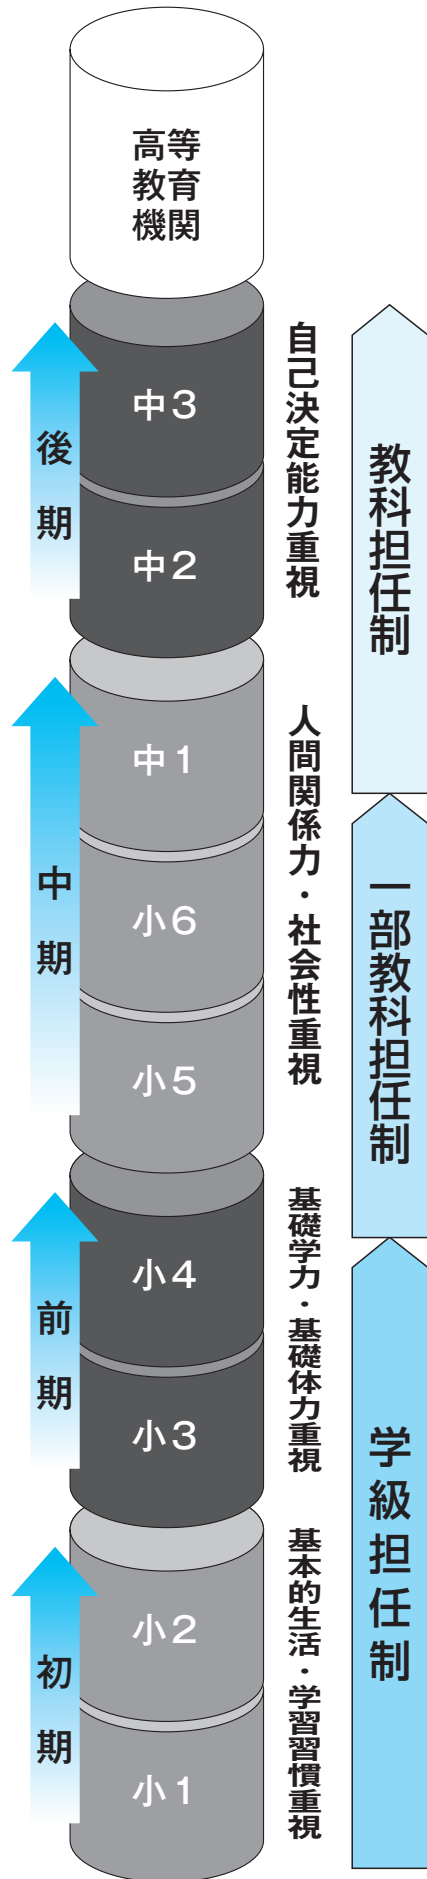 高等
教育
機関
中3
中2
後期
自己決定能力重視
教科担任制
中1
小6
小5
中期
人間関係力・社会性重視
一部教科担任制
小4
小3
前期
基礎学力・基礎体力重視
学級担任制
小2
小1
初期
基本的生活・学習習慣重視